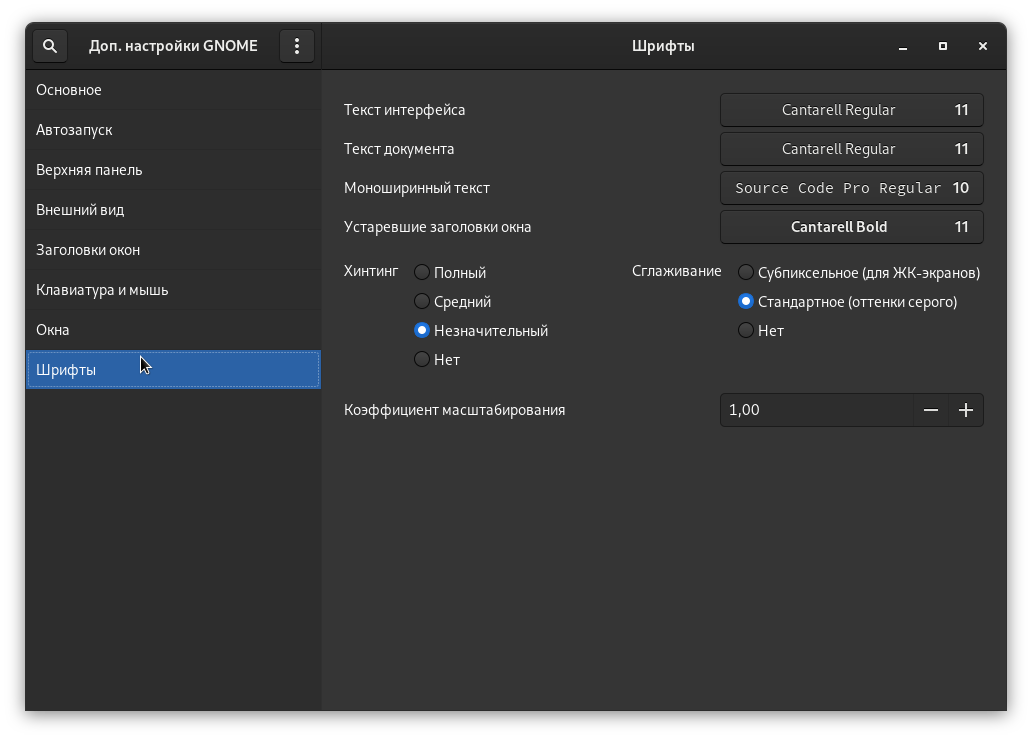 Доп. настройки GNOME
Шрифты
Основное
Автозапуск
Верхняя панель
Внешний вид
Заголовки окон
Клавиатура и мышь
Окна
Шрифты
Текст интерфейса Cantarell Regular 11
Текст документа Cantarell Regular 11
Моноширинный текст Source Code Pro Regular 10
Устаревшие заголовки окна Cantarell Bold 11
Хинтинг
Полный
Средний
Незначительный
Нет
Сглаживание
Субпиксельное (для ЖК-экранов)
Стандартное (оттенки серого)
Нет
Коэффициент масштабирования 1,00